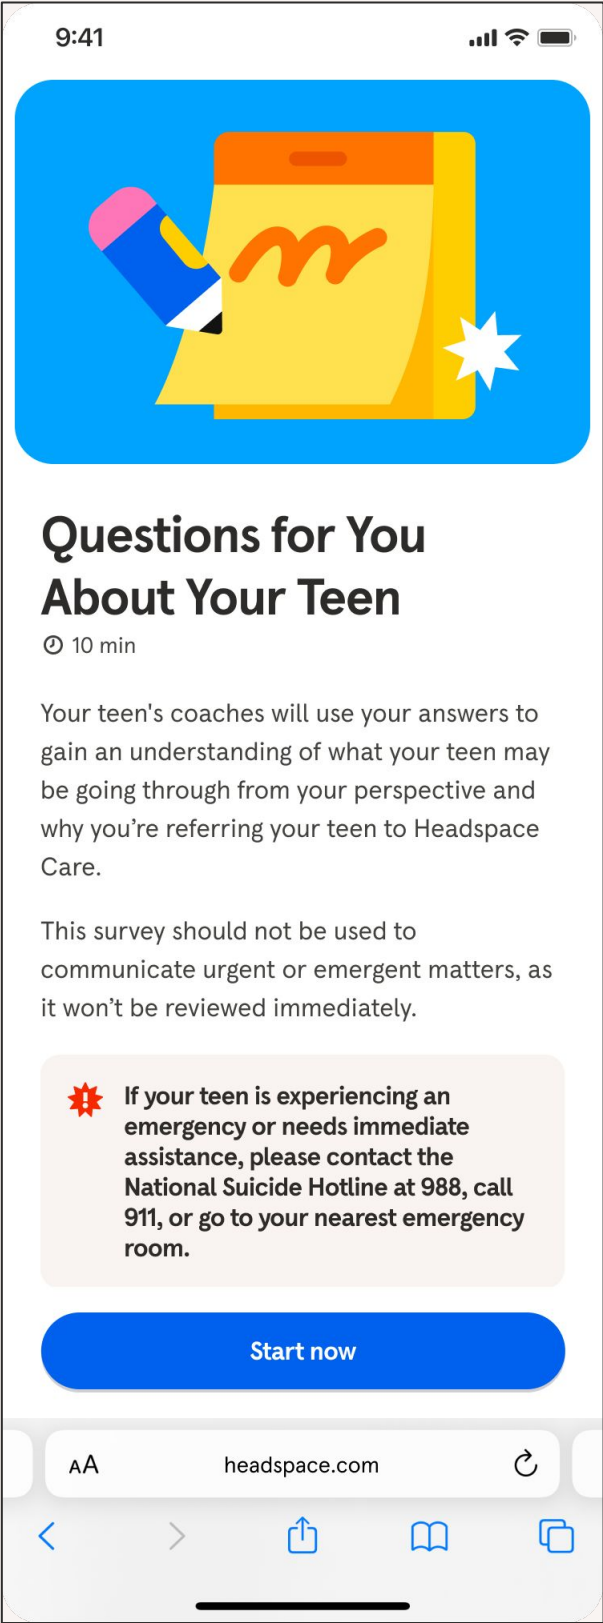 9:41
Questions for You
About Your Teen
10 min
Your teen's coaches will use your answers to
gain an understanding of what your teen may
be going through from your perspective and
why you’re referring your teen to Headspace
Care.
This survey should not be used to
communicate urgent or emergent matters, as
it won’t be reviewed immediately.
If your teen is experiencing an
emergency or needs immediate
assistance, please contact the
National Suicide Hotline at 988, call
911, or go to your nearest emergency
room.
Start now
AA headspace.com